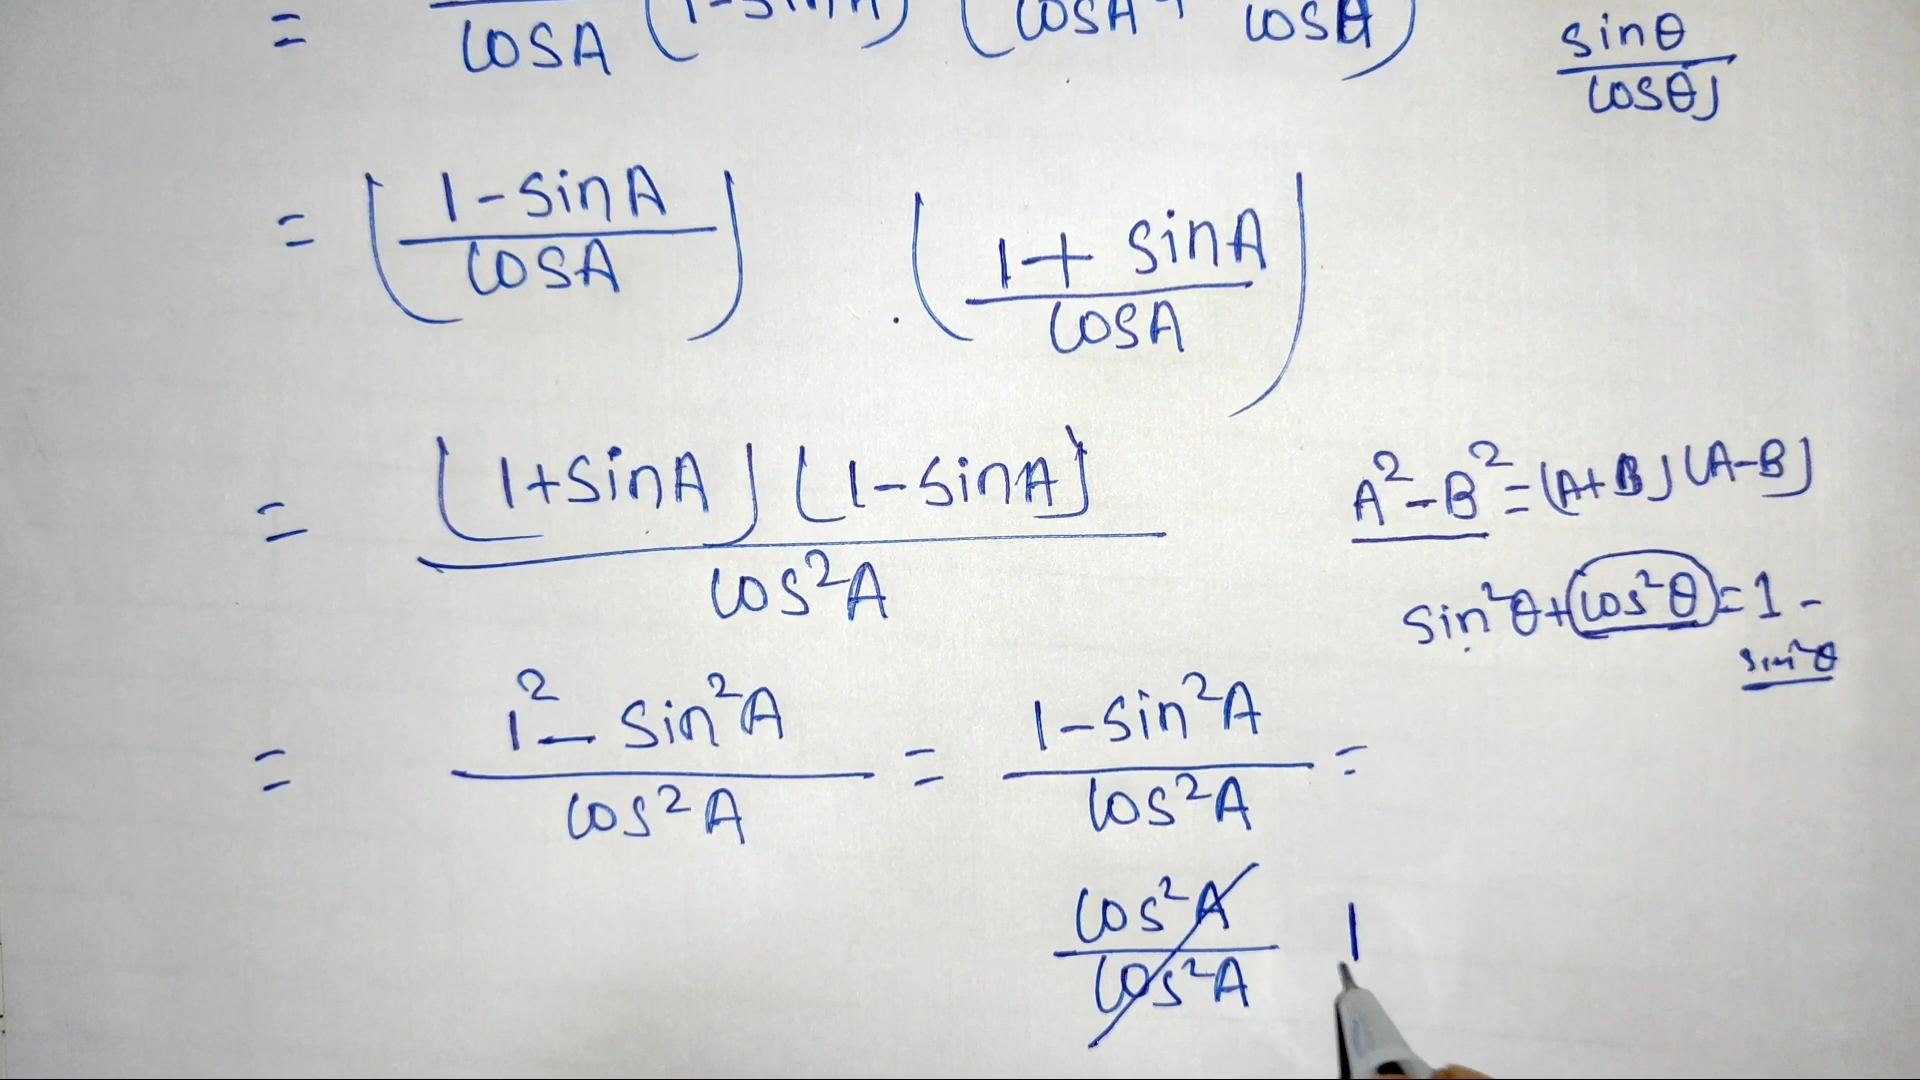 = cosA (1-sinA) (cosA + cosA)
sinθ
cosθ)
= (1-sinA / cosA) . (1+ sinA / cosA)
= (1+sinA)(1-sinA) / cos²A
A²-B²=(A+B)(A-B)
sin²θ+cos²θ=1-
sin²θ
= 1²- sin²A / cos²A = 1-sin²A / cos²A =
cos²A / cos²A 1